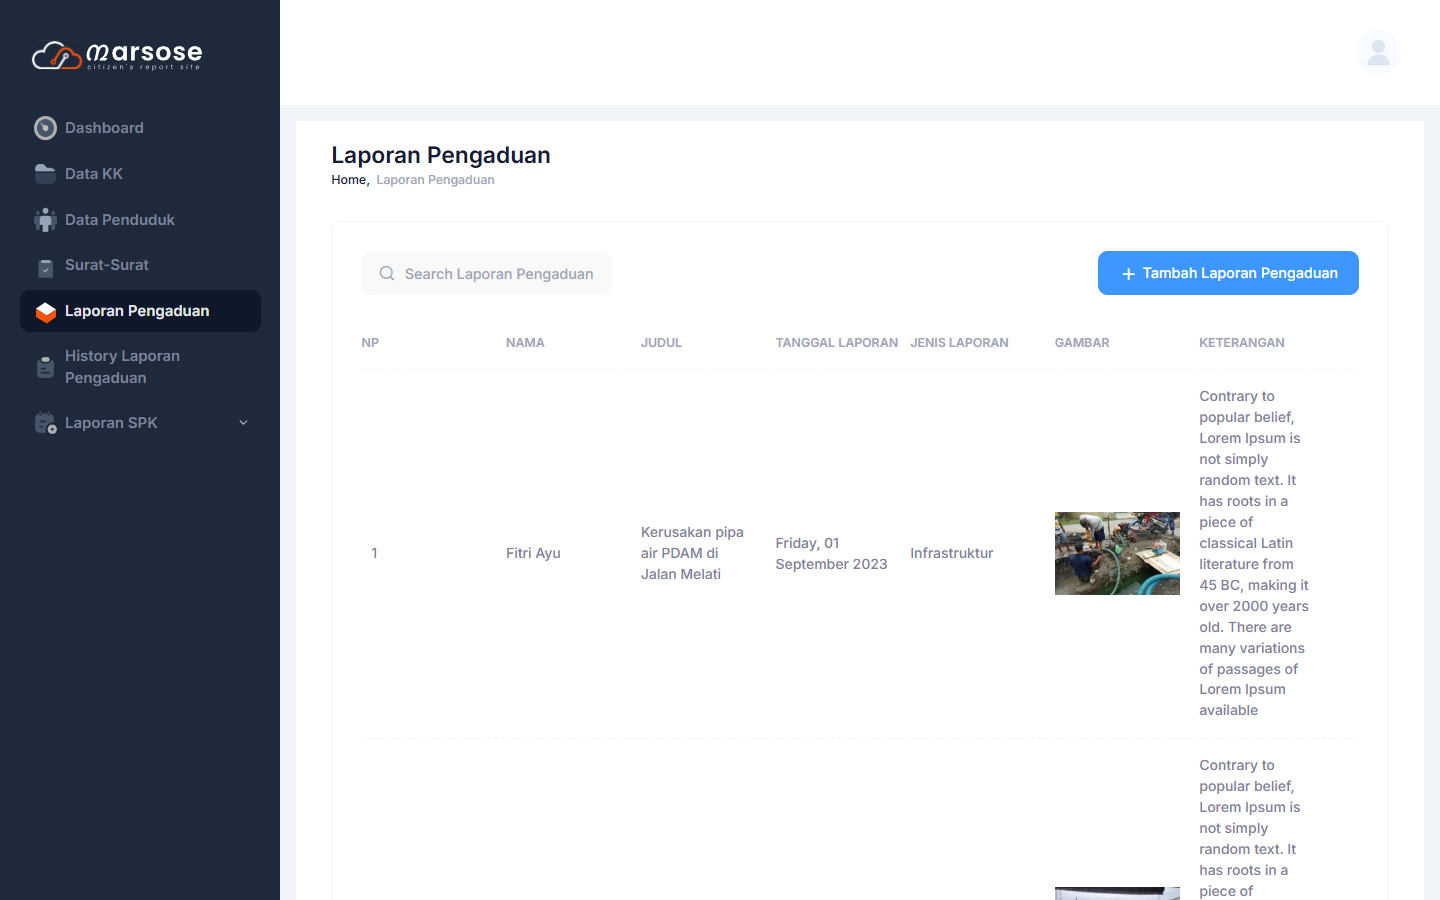 marsose
citizen's report site
Dashboard
Data KK
Data Penduduk
Surat-Surat
Laporan Pengaduan
History Laporan
Pengaduan
Laporan SPK
Laporan Pengaduan
Home, Laporan Pengaduan
Search Laporan Pengaduan
Tambah Laporan Pengaduan
NP NAMA JUDUL TANGGAL LAPORAN JENIS LAPORAN GAMBAR KETERANGAN
1
Fitri Ayu
Kerusakan pipa
air PDAM di
Jalan Melati
Friday, 01
September 2023
Infrastruktur
Contrary to
popular belief,
Lorem Ipsum is
not simply
random text. It
has roots in a
piece of
classical Latin
literature from
45 BC, making it
over 2000 years
old. There are
many variations
of passages of
Lorem Ipsum
available
Contrary to
popular belief,
Lorem Ipsum is
not simply
random text. It
has roots in a
piece of